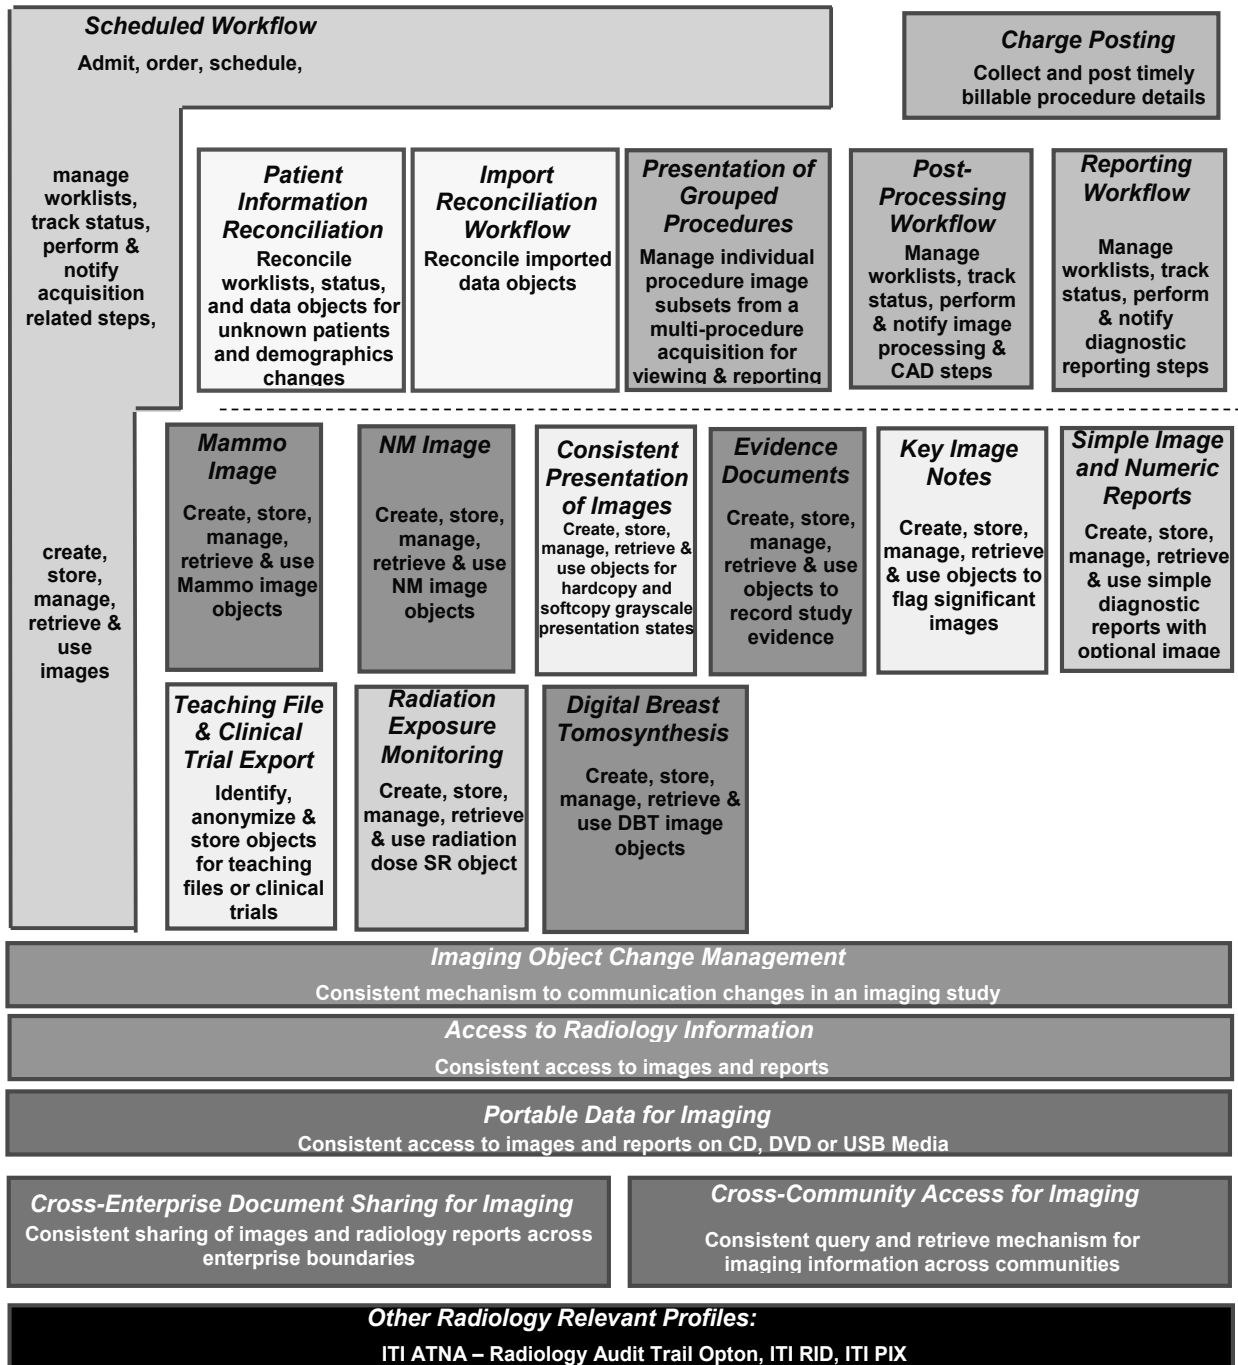 Scheduled Workflow
Admit, order, schedule,
Charge Posting
Collect and post timely
billable procedure details
manage
worklists,
track status,
perform &
notify
acquisition
related steps,
Patient
Information
Reconciliation
Reconcile
worklists, status,
and data objects for
unknown patients
and demographics
changes
Import
Reconciliation
Workflow
Reconcile imported
data objects
Presentation of
Grouped
Procedures
Manage individual
procedure image
subsets from a
multi-procedure
acquisition for
viewing & reporting
Post-
Processing
Workflow
Manage
worklists, track
status, perform
& notify image
processing &
CAD steps
Reporting
Workflow
Manage
worklists, track
status, perform
& notify
diagnostic
reporting steps
create,
store,
manage,
retrieve &
use
images
Mammo
Image
Create, store,
manage,
retrieve & use
Mammo image
objects
NM Image
Create, store,
manage,
retrieve & use
NM image
objects
Consistent
Presentation
of Images
Create, store,
manage, retrieve &
use objects for
hardcopy and
softcopy grayscale
presentation states
Evidence
Documents
Create, store,
manage,
retrieve & use
objects to
record study
evidence
Key Image
Notes
Create, store,
manage, retrieve
& use objects to
flag significant
images
Simple Image
and Numeric
Reports
Create, store,
manage, retrieve
& use simple
diagnostic
reports with
optional image
Teaching File
& Clinical
Trial Export
Identify,
anonymize &
store objects
for teaching
files or clinical
trials
Radiation
Exposure
Monitoring
Create, store,
manage, retrieve
& use radiation
dose SR object
Digital Breast
Tomosynthesis
Create, store,
manage, retrieve &
use DBT image
objects
Imaging Object Change Management
Consistent mechanism to communication changes in an imaging study
Access to Radiology Information
Consistent access to images and reports
Portable Data for Imaging
Consistent access to images and reports on CD, DVD or USB Media
Cross-Enterprise Document Sharing for Imaging
Consistent sharing of images and radiology reports across
enterprise boundaries
Cross-Community Access for Imaging
Consistent query and retrieve mechanism for
imaging information across communities
Other Radiology Relevant Profiles:
ITI ATNA – Radiology Audit Trail Opton, ITI RID, ITI PIX